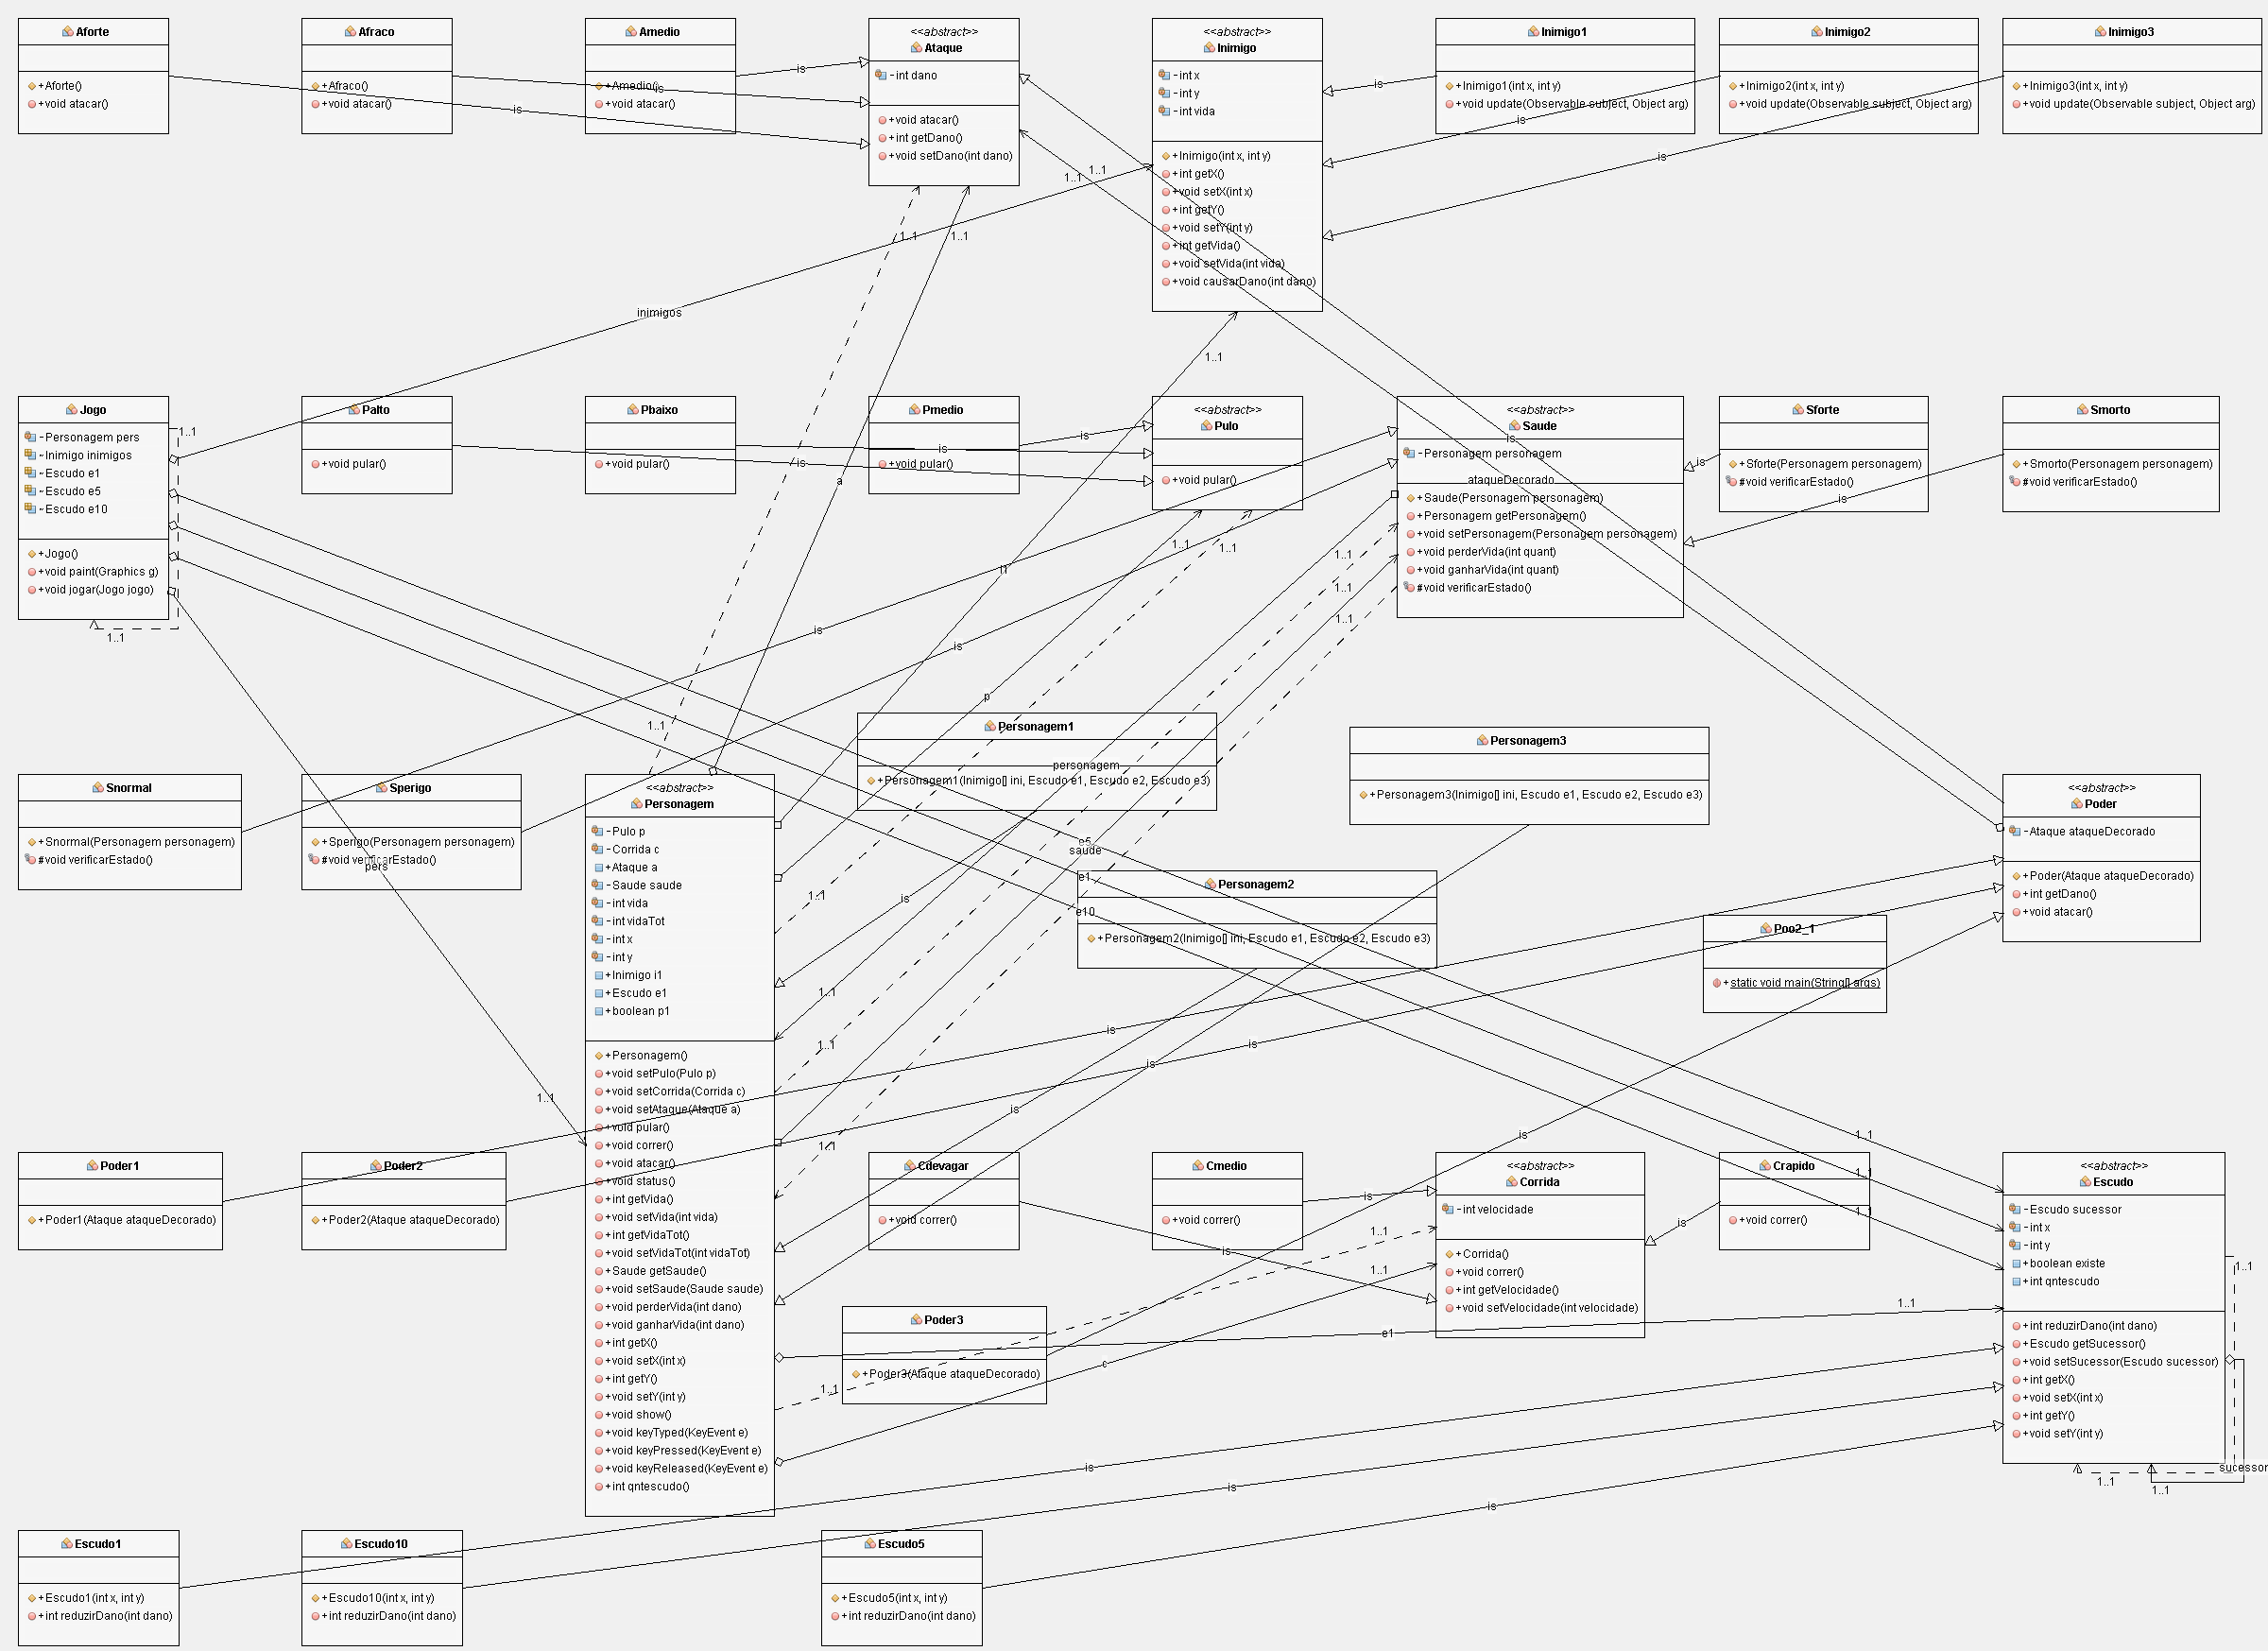 Aforte
+Aforte()
+void atacar()
Afraco
+Afraco()
+void atacar()
Amedio
+Amedio()
+void atacar()
<<abstract>>
Ataque
-int dano
+void atacar()
+int getDano()
+void setDano(int dano)
<<abstract>>
Inimigo
-int x
-int y
-int vida
+Inimigo(int x, int y)
+int getX()
+void setX(int x)
+int getY()
+void setY(int y)
+int getVida()
+void setVida(int vida)
+void causarDano(int dano)
Inimigo1
+Inimigo1(int x, int y)
+void update(Observable subject, Object arg)
Inimigo2
+Inimigo2(int x, int y)
+void update(Observable subject, Object arg)
Inimigo3
+Inimigo3(int x, int y)
+void update(Observable subject, Object arg)
is
is
is
is
is
is
1..1
1..1
1..1
1..1
inimigos
1..1
Jogo
-Personagem pers
~Inimigo inimigos
~Escudo e1
~Escudo e5
~Escudo e10
+Jogo()
+void paint(Graphics g)
+void jogar(Jogo jogo)
1..1
1..1
Palto
+void pular()
Pbaixo
+void pular()
Pmedio
+void pular()
<<abstract>>
Pulo
+void pular()
<<abstract>>
Saude
-Personagem personagem
ataqueDecorado
+Saude(Personagem personagem)
+Personagem getPersonagem()
+void setPersonagem(Personagem personagem)
+void perderVida(int quant)
+void ganharVida(int quant)
#void verificarEstado()
Sforte
+Sforte(Personagem personagem)
#void verificarEstado()
Smorto
+Smorto(Personagem personagem)
#void verificarEstado()
is
is
is
is
is
is
a
i1
1..1
1..1
1..1
1..1
1..1
is
is
p
1..1
Snormal
+Snormal(Personagem personagem)
#void verificarEstado()
Sperigo
+Sperigo(Personagem personagem)
#void verificarEstado()
pers
<<abstract>>
Personagem
-Pulo p
-Corrida c
+Ataque a
-Saude saude
-int vida
-int vidaTot
-int x
-int y
+Inimigo i1
+Escudo e1
+boolean p1
+Personagem()
+void setPulo(Pulo p)
+void setCorrida(Corrida c)
+void setAtaque(Ataque a)
+void pular()
+void correr()
+void atacar()
+void status()
+int getVida()
+void setVida(int vida)
+int getVidaTot()
+void setVidaTot(int vidaTot)
+Saude getSaude()
+void setSaude(Saude saude)
+void perderVida(int dano)
+void ganharVida(int dano)
+int getX()
+void setX(int x)
+int getY()
+void setY(int y)
+void show()
+void keyTyped(KeyEvent e)
+void keyPressed(KeyEvent e)
+void keyReleased(KeyEvent e)
+int qntescudo()
Personagem1
personagem
+Personagem1(Inimigo[] ini, Escudo e1, Escudo e2, Escudo e3)
Personagem3
+Personagem3(Inimigo[] ini, Escudo e1, Escudo e2, Escudo e3)
e5
saude
e1
e10
Personagem2
+Personagem2(Inimigo[] ini, Escudo e1, Escudo e2, Escudo e3)
<<abstract>>
Poder
-Ataque ataqueDecorado
+Poder(Ataque ataqueDecorado)
+int getDano()
+void atacar()
Poo2_1
+static void main(String[] args)
1..1
is
1..1
1..1
1..1
1..1
is
is
is
is
is
1..1
1..1
1..1
Poder1
+Poder1(Ataque ataqueDecorado)
Poder2
+Poder2(Ataque ataqueDecorado)
Cdevagar
+void correr()
Cmedio
+void correr()
<<abstract>>
Corrida
-int velocidade
+Corrida()
+void correr()
+int getVelocidade()
+void setVelocidade(int velocidade)
Crapido
+void correr()
<<abstract>>
Escudo
-Escudo sucessor
-int x
-int y
+boolean existe
+int qntescudo
+int reduzirDano(int dano)
+Escudo getSucessor()
+void setSucessor(Escudo sucessor)
+int getX()
+void setX(int x)
+int getY()
+void setY(int y)
is
is
is
1..1
1..1
1..1
1..1
e1
c
1..1
Poder3
+Poder3(Ataque ataqueDecorado)
is
is
is
sucessor
1..1
1..1
Escudo1
+Escudo1(int x, int y)
+int reduzirDano(int dano)
Escudo10
+Escudo10(int x, int y)
+int reduzirDano(int dano)
Escudo5
+Escudo5(int x, int y)
+int reduzirDano(int dano)